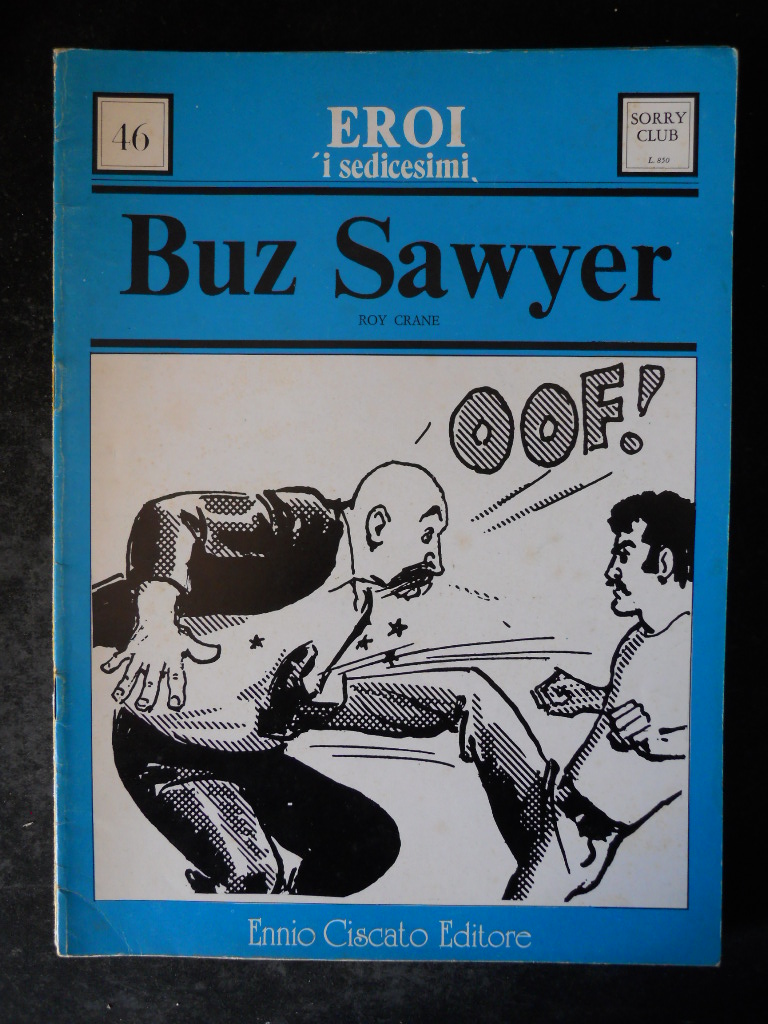 46
EROI
´i sedicesimi`
SORRY
CLUB
L. 850
Buz Sawyer
ROY CRANE
OOF!
Ennio Ciscato Editore